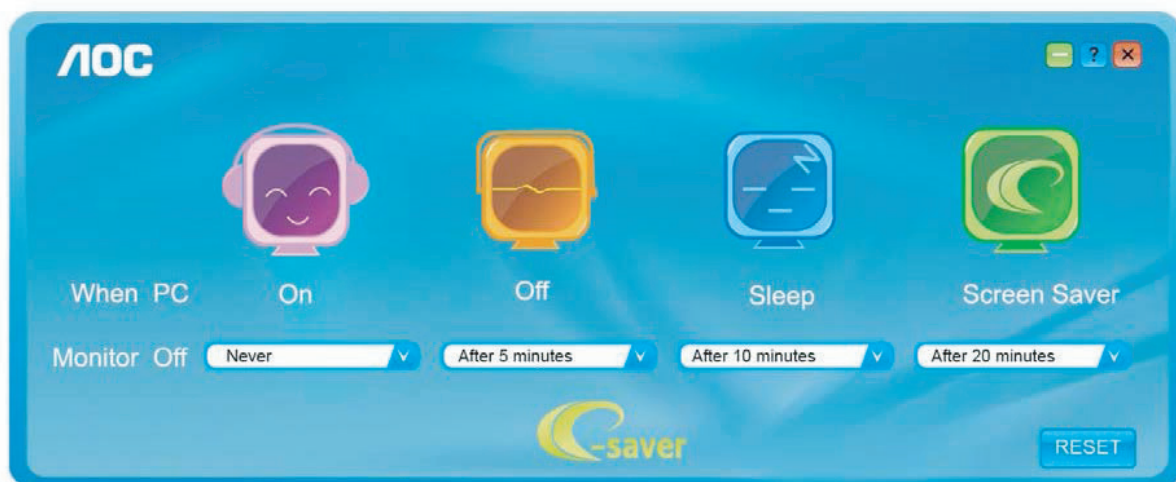 AOC
?
When PC On Off Sleep Screen Saver
Monitor Off Never After 5 minutes After 10 minutes After 20 minutes
e-saver
RESET